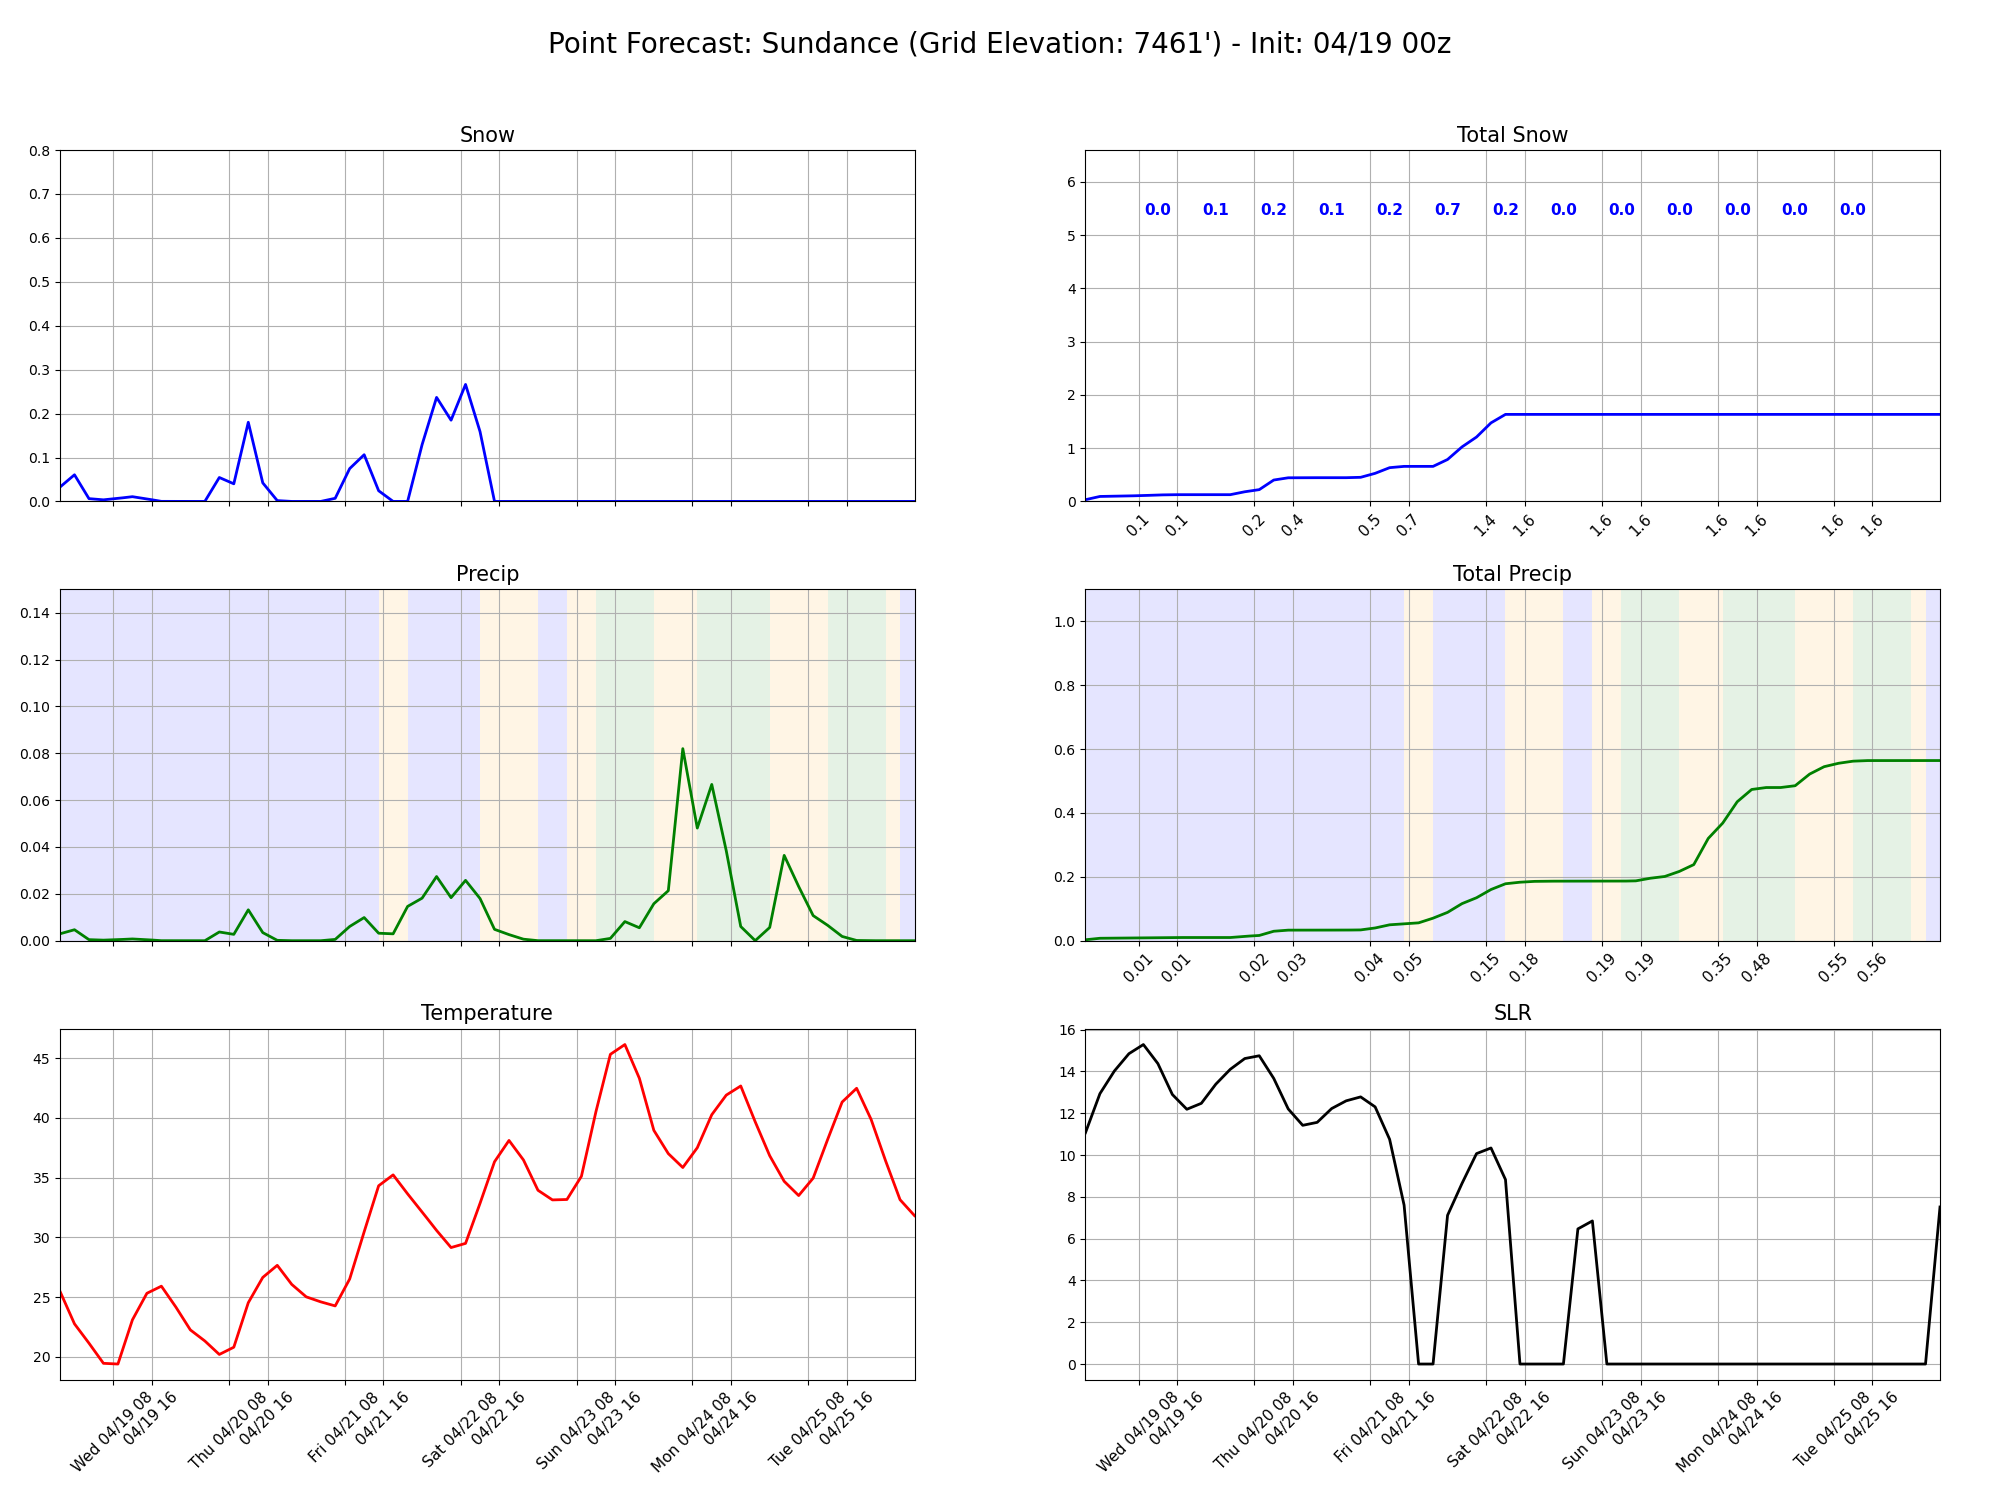 Point Forecast: Sundance (Grid Elevation: 7461') - Init: 04/19 00z
Snow
0.8
0.7
0.6
0.5
0.4
0.3
0.2
0.1
0.0
Total Snow
6
5
4
3
2
1
0
0.0 0.1 0.2 0.1 0.2 0.7 0.2 0.0 0.0 0.0 0.0 0.0 0.0
0.1 0.1 0.2 0.4 0.5 0.7 1.4 1.6 1.6 1.6 1.6 1.6 1.6 1.6
Precip
0.14
0.12
0.10
0.08
0.06
0.04
0.02
0.00
Total Precip
1.0
0.8
0.6
0.4
0.2
0.0
0.01 0.01 0.02 0.03 0.04 0.05 0.15 0.18 0.19 0.19 0.35 0.48 0.55 0.56
Temperature
45
40
35
30
25
20
Wed 04/19 08
04/19 16
Thu 04/20 08
04/20 16
Fri 04/21 08
04/21 16
Sat 04/22 08
04/22 16
Sun 04/23 08
04/23 16
Mon 04/24 08
04/24 16
Tue 04/25 08
04/25 16
SLR
16
14
12
10
8
6
4
2
0
Wed 04/19 08
04/19 16
Thu 04/20 08
04/20 16
Fri 04/21 08
04/21 16
Sat 04/22 08
04/22 16
Sun 04/23 08
04/23 16
Mon 04/24 08
04/24 16
Tue 04/25 08
04/25 16